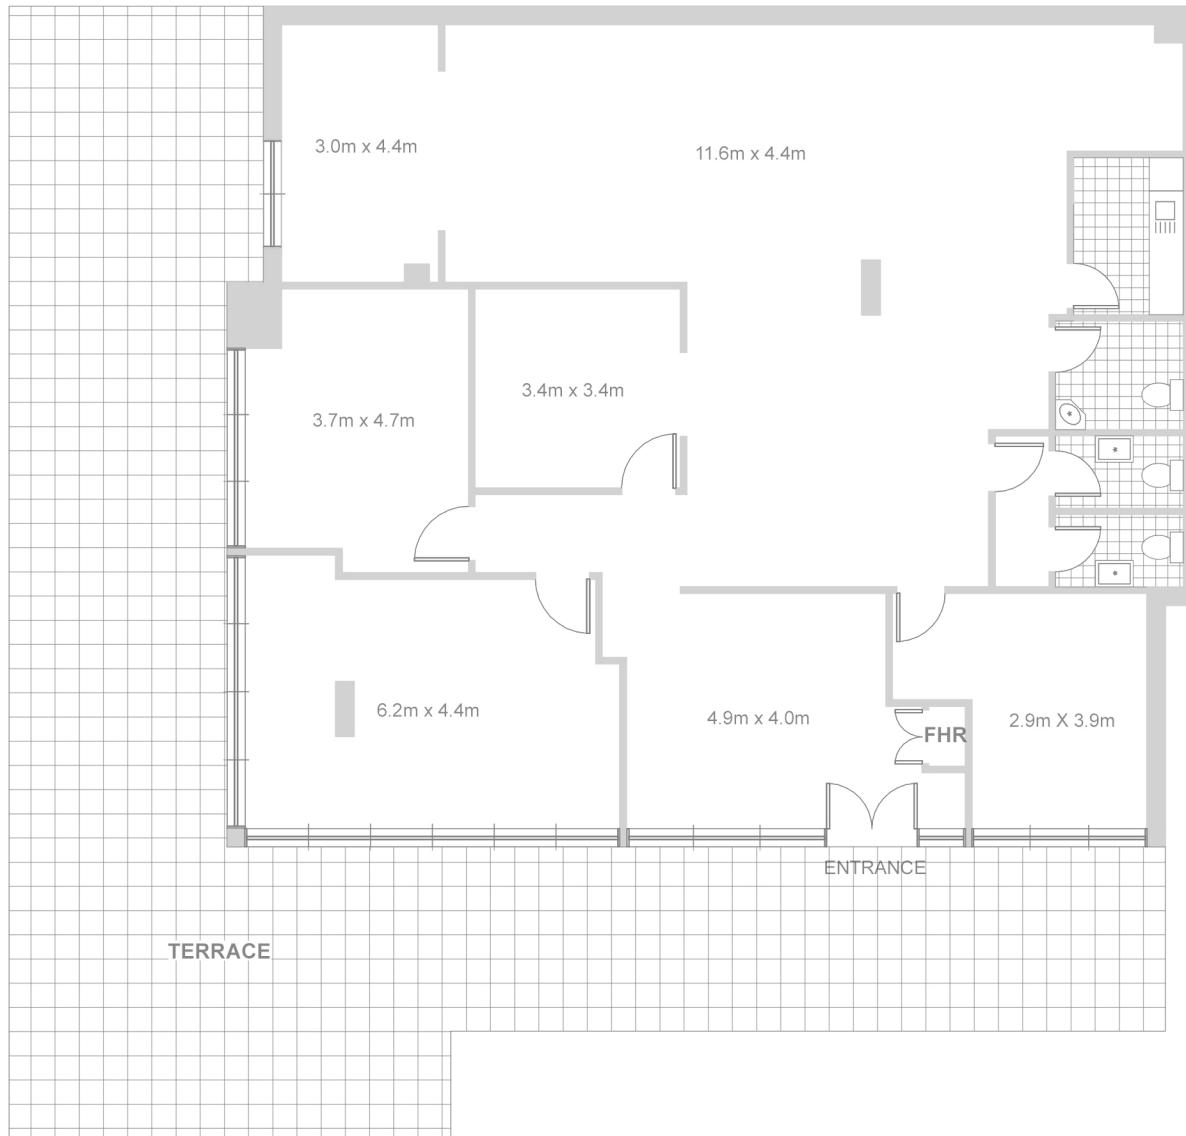 3.0m x 4.4m
11.6m x 4.4m
3.4m x 3.4m
3.7m x 4.7m
6.2m x 4.4m
4.9m x 4.0m
2.9m X 3.9m
FHR
ENTRANCE
TERRACE